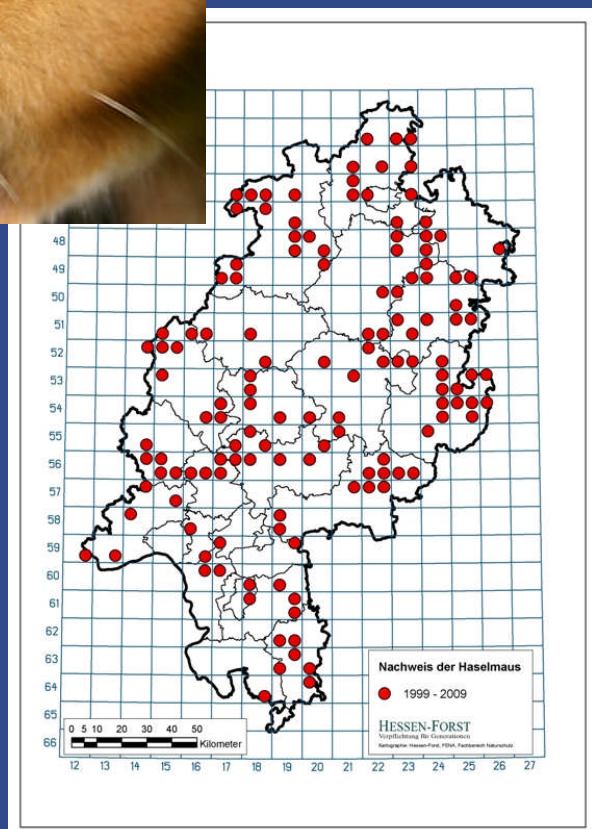 48
49
50
51
52
53
54
55
56
57
58
59
60
61
62
63
64
65
66
12 13 14 15 16 17 18 19 20 21 22 23 24 25 26 27
0 5 10 20 30 40 50
Kilometer
Nachweis der Haselmaus
1999 - 2009
HESSEN-FORST
Verpflichtung für Generationen
Kartographie: Hessen-Forst, FENA, Fachbereich Naturschutz